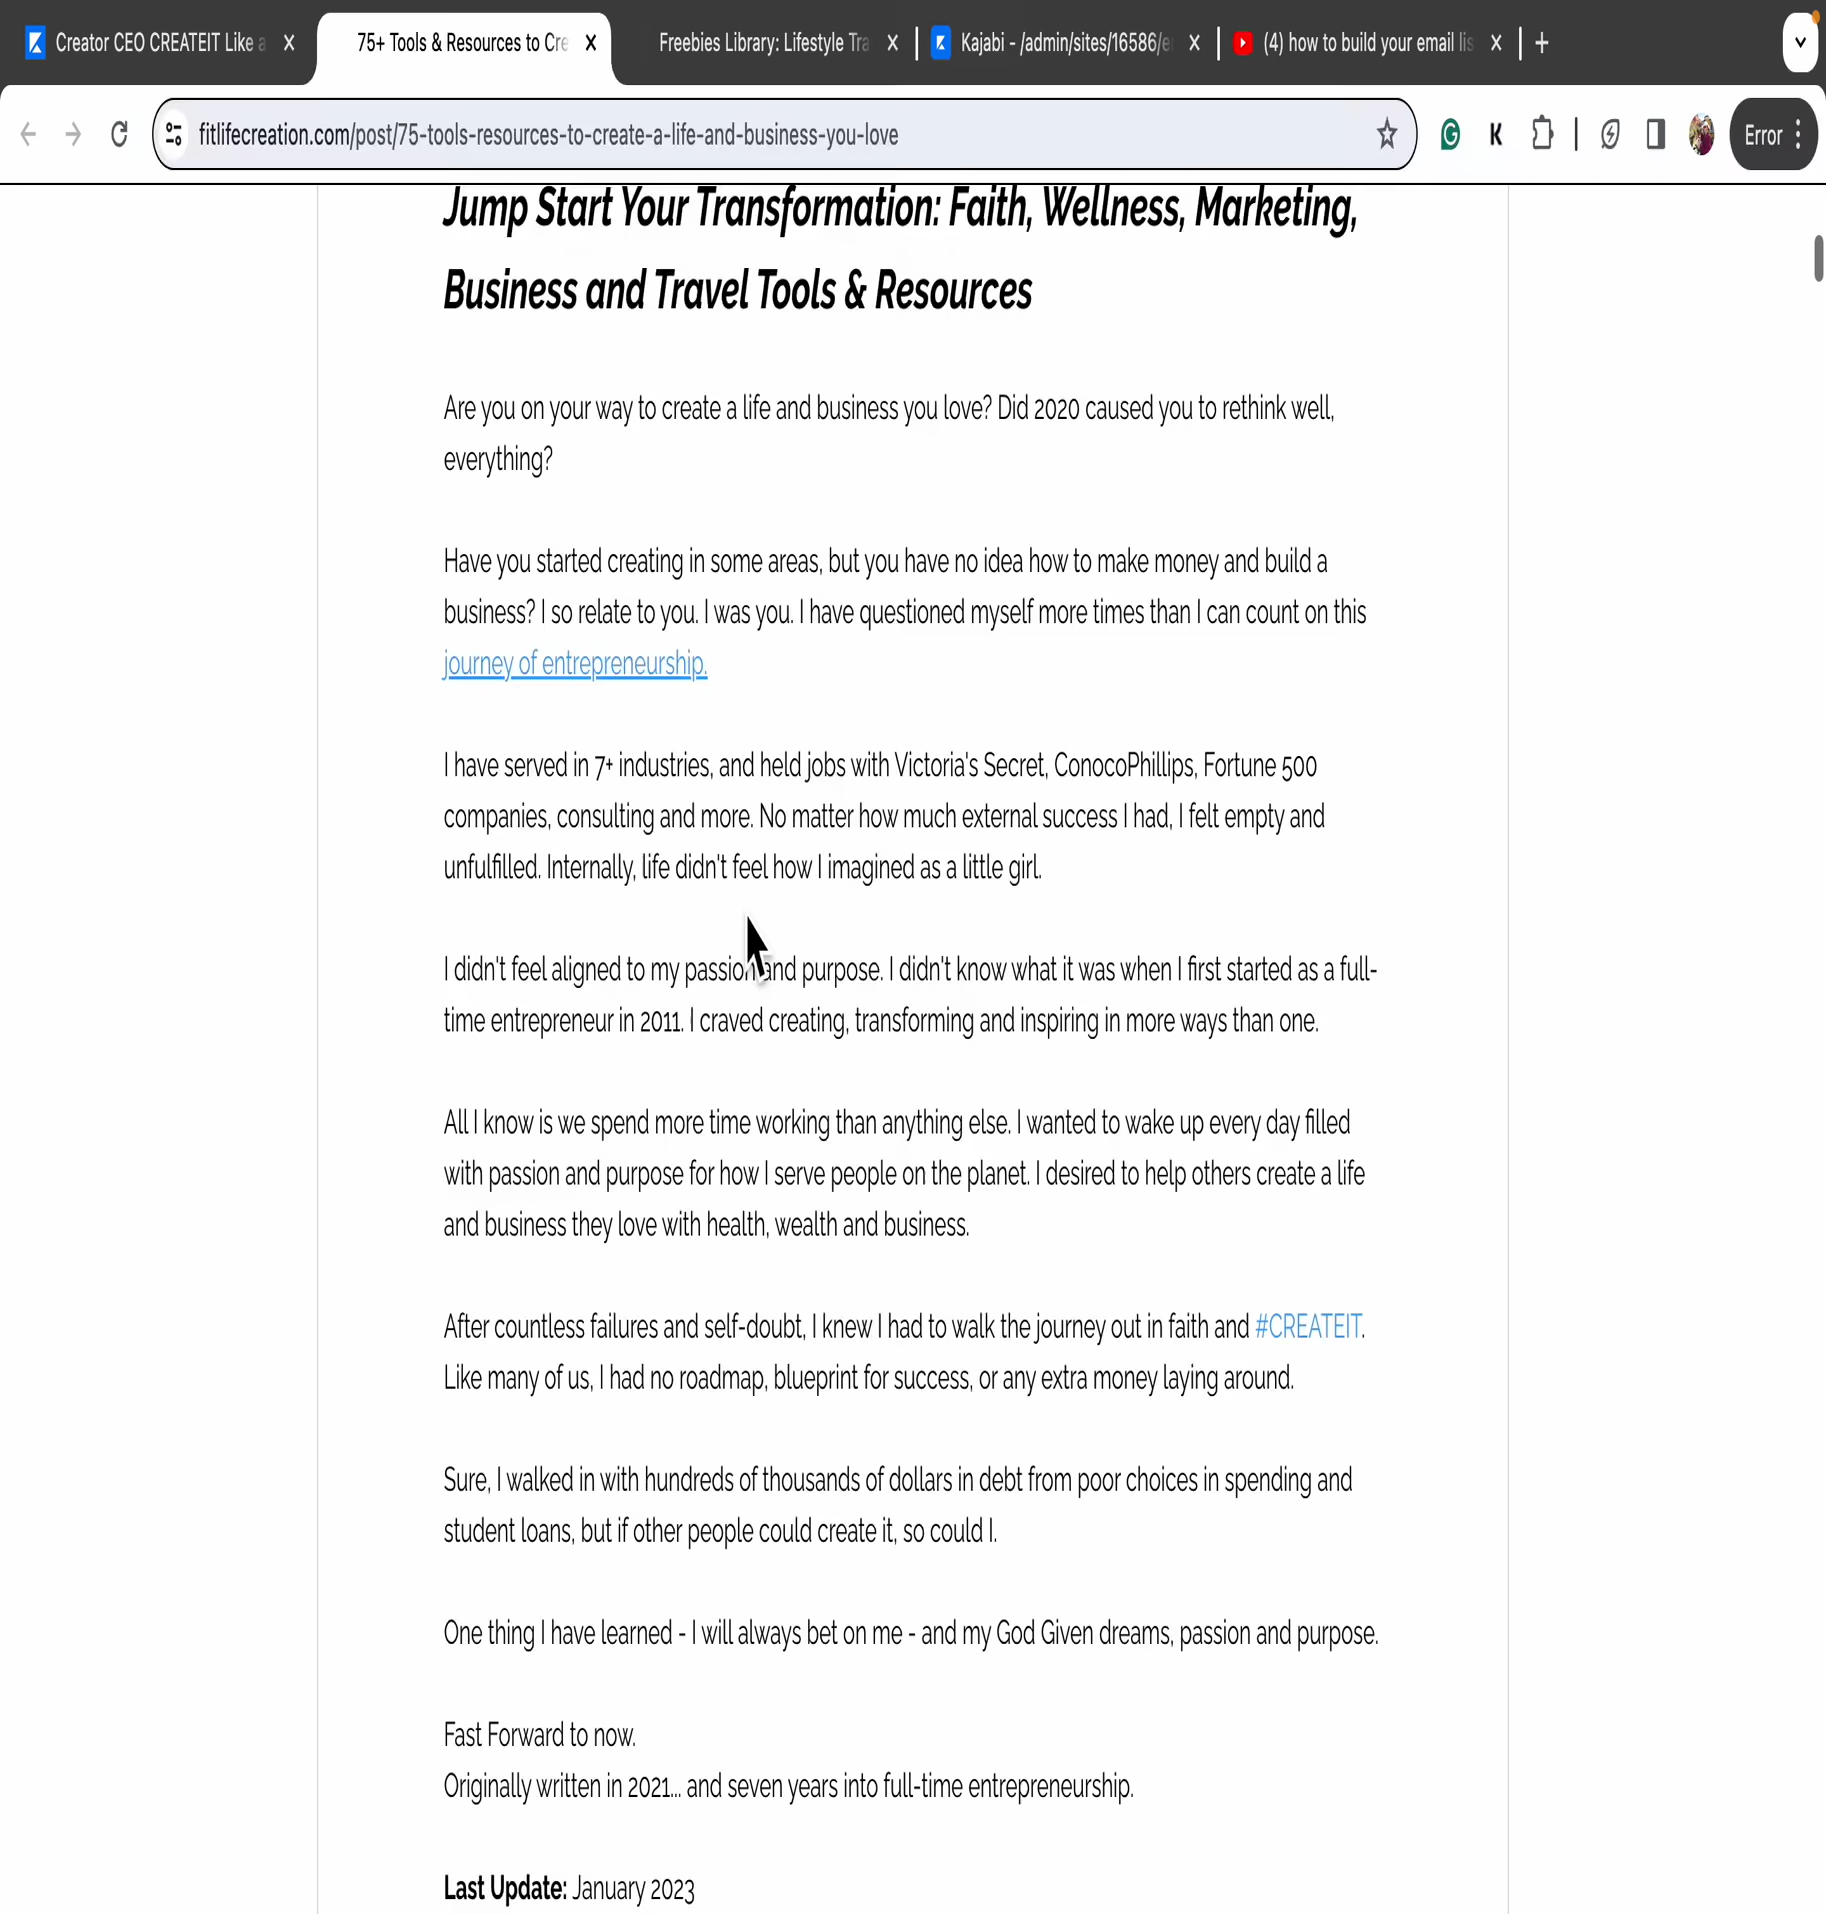 Creator CEO CREATEIT Like a
75+ Tools & Resources to Cre
Freebies Library: Lifestyle Tra
Kajabi - /admin/sites/16586/e
(4) how to build your email lis
fitlifecreation.com/post/75-tools-resources-to-create-a-life-and-business-you-love
Error
Jump Start Your Transformation: Faith, Wellness, Marketing,
Business and Travel Tools & Resources
Are you on your way to create a life and business you love? Did 2020 caused you to rethink well,
everything?
Have you started creating in some areas, but you have no idea how to make money and build a
business? I so relate to you. I was you. I have questioned myself more times than I can count on this
journey of entrepreneurship.
I have served in 7+ industries, and held jobs with Victoria's Secret, ConocoPhillips, Fortune 500
companies, consulting and more. No matter how much external success I had, I felt empty and
unfulfilled. Internally, life didn't feel how I imagined as a little girl.
I didn't feel aligned to my passion and purpose. I didn't know what it was when I first started as a full-
time entrepreneur in 2011. I craved creating, transforming and inspiring in more ways than one.
All I know is we spend more time working than anything else. I wanted to wake up every day filled
with passion and purpose for how I serve people on the planet. I desired to help others create a life
and business they love with health, wealth and business.
After countless failures and self-doubt, I knew I had to walk the journey out in faith and #CREATEIT.
Like many of us, I had no roadmap, blueprint for success, or any extra money laying around.
Sure, I walked in with hundreds of thousands of dollars in debt from poor choices in spending and
student loans, but if other people could create it, so could I.
One thing I have learned - I will always bet on me - and my God Given dreams, passion and purpose.
Fast Forward to now.
Originally written in 2021... and seven years into full-time entrepreneurship.
Last Update: January 2023